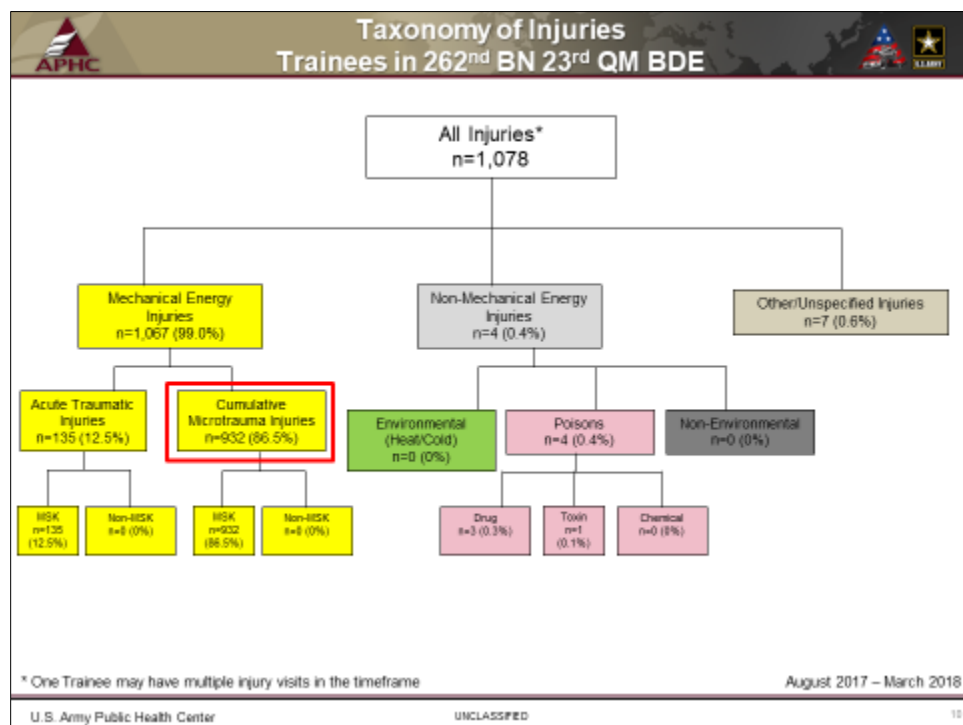 Taxonomy of Injuries
Trainees in 262nd BN 23rd QM BDE
APHC
U.S. ARMY
All Injuries*
n=1,078
Mechanical Energy
Injuries
n=1,067 (99.0%)
Non-Mechanical Energy
Injuries
n=4 (0.4%)
Other/Unspecified Injuries
n=7 (0.6%)
Acute Traumatic
Injuries
n=135 (12.5%)
Cumulative
Microtrauma Injuries
n=932 (86.5%)
Environmental
(Heat/Cold)
n=0 (0%)
Poisons
n=4 (0.4%)
Non-Environmental
n=0 (0%)
MSK
n=135
(12.5%)
Non-MSK
n=0 (0%)
MSK
n=932
(86.5%)
Non-MSK
n=0 (0%)
Drug
n=3 (0.3%)
Toxin
n=1
(0.1%)
Chemical
n=0 (0%)
* One Trainee may have multiple injury visits in the timeframe
August 2017 – March 2018
U.S. Army Public Health Center
UNCLASSIFIED
10